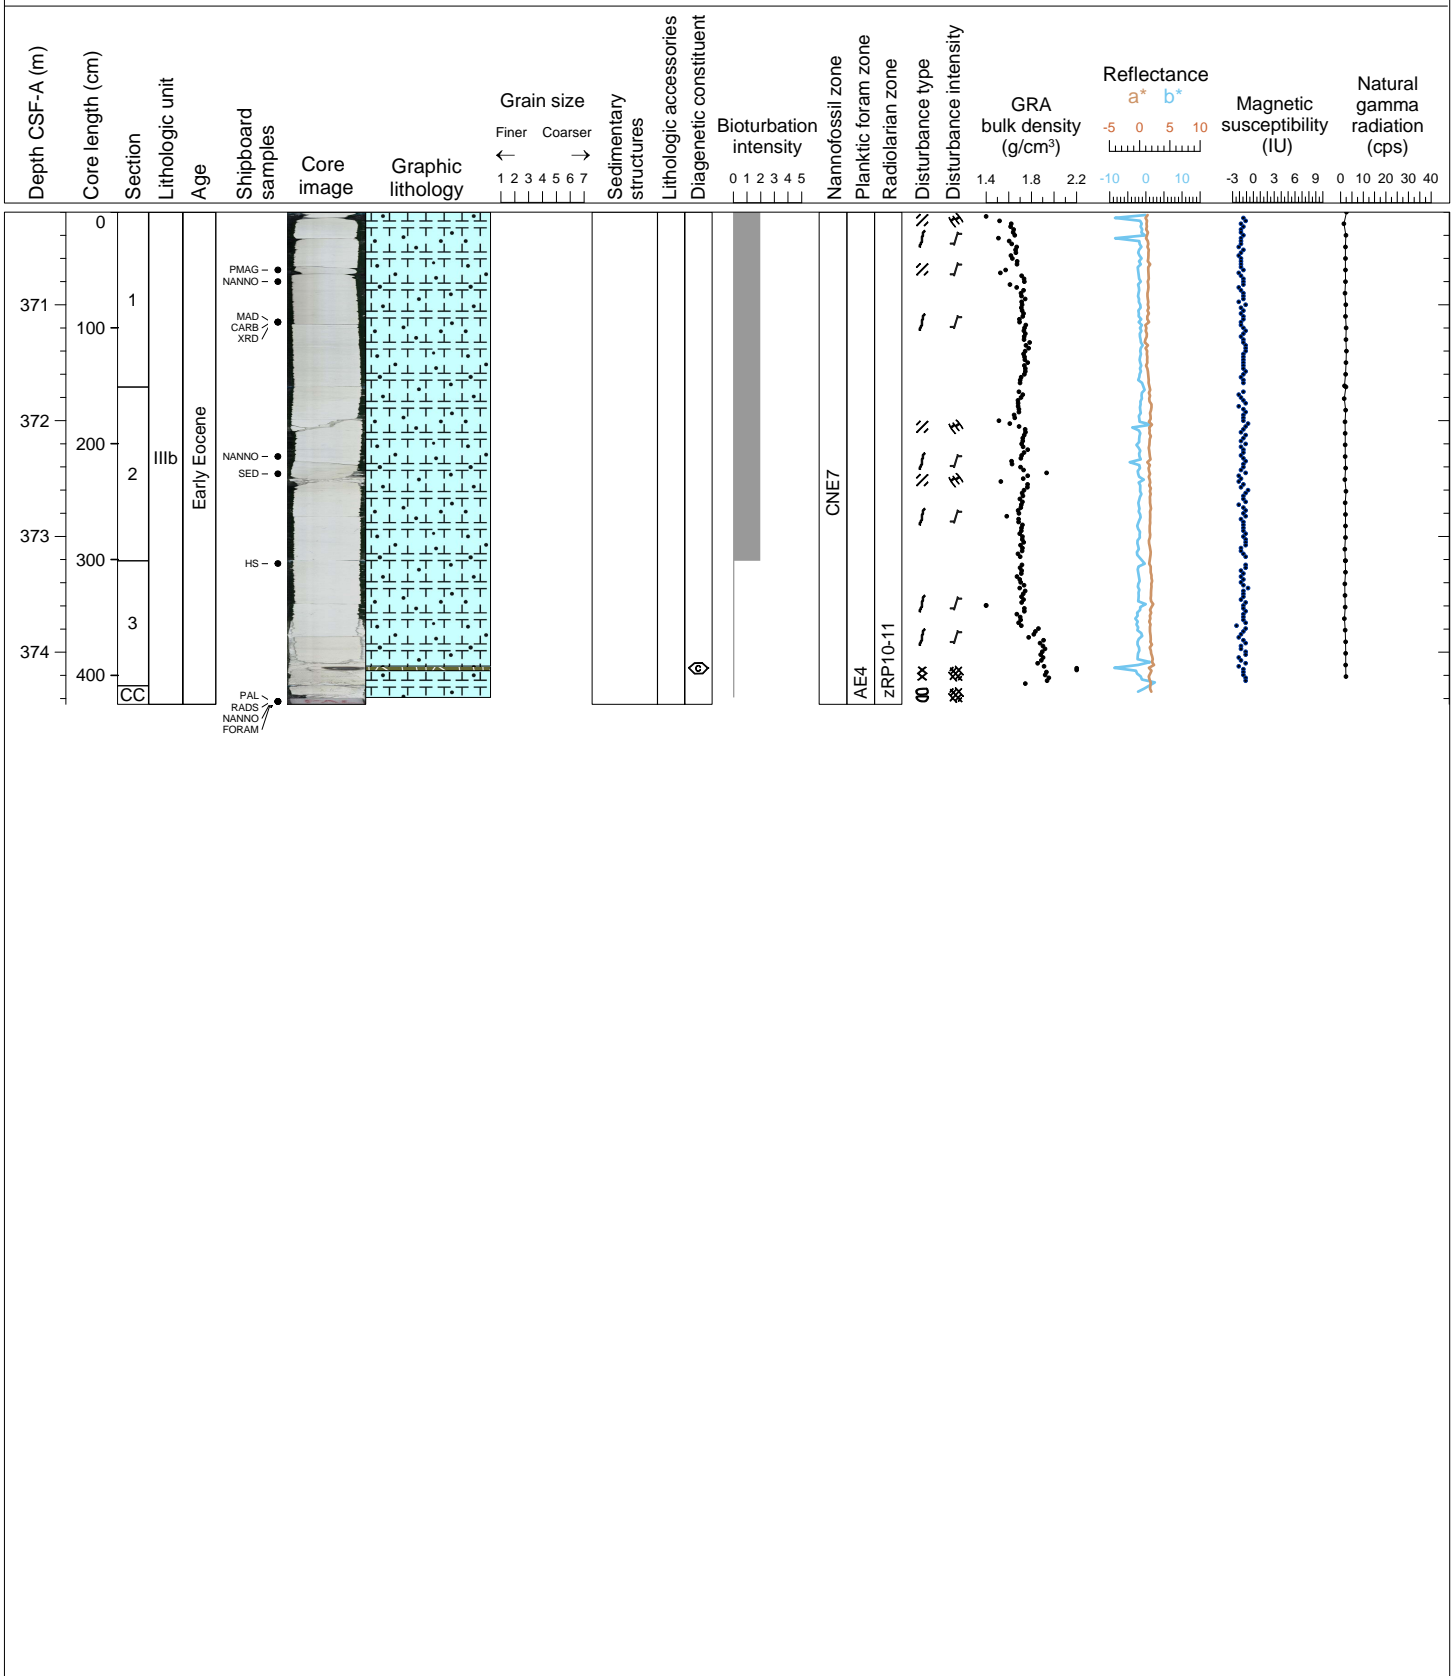 Depth CSF-A (m)
Core length (cm)
Section
Lithologic unit
Age
Shipboard
samples
Core
image
Graphic
lithology
Grain size
Finer Coarser
← →
1 2 3 4 5 6 7
Sedimentary
structures
Lithologic accessories
Diagenetic constituent
Bioturbation
intensity
0 1 2 3 4 5
Nannofossil zone
Planktic foram zone
Radiolarian zone
Disturbance type
Disturbance intensity
GRA
bulk density
(g/cm³)
1.4 1.8 2.2
Reflectance
a* b*
-5 0 5 10
-10 0 10
Magnetic
susceptibility
(IU)
-3 0 3 6 9
Natural
gamma
radiation
(cps)
0 10 20 30 40
371
372
373
374
0
100
200
300
400
1
2
3
CC
IIIb
Early Eocene
PMAG
NANNO
MAD
CARB
XRD
NANNO
SED
HS
PAL
RADS
NANNO
FORAM
C
CNE7
AE4
zRP10-11